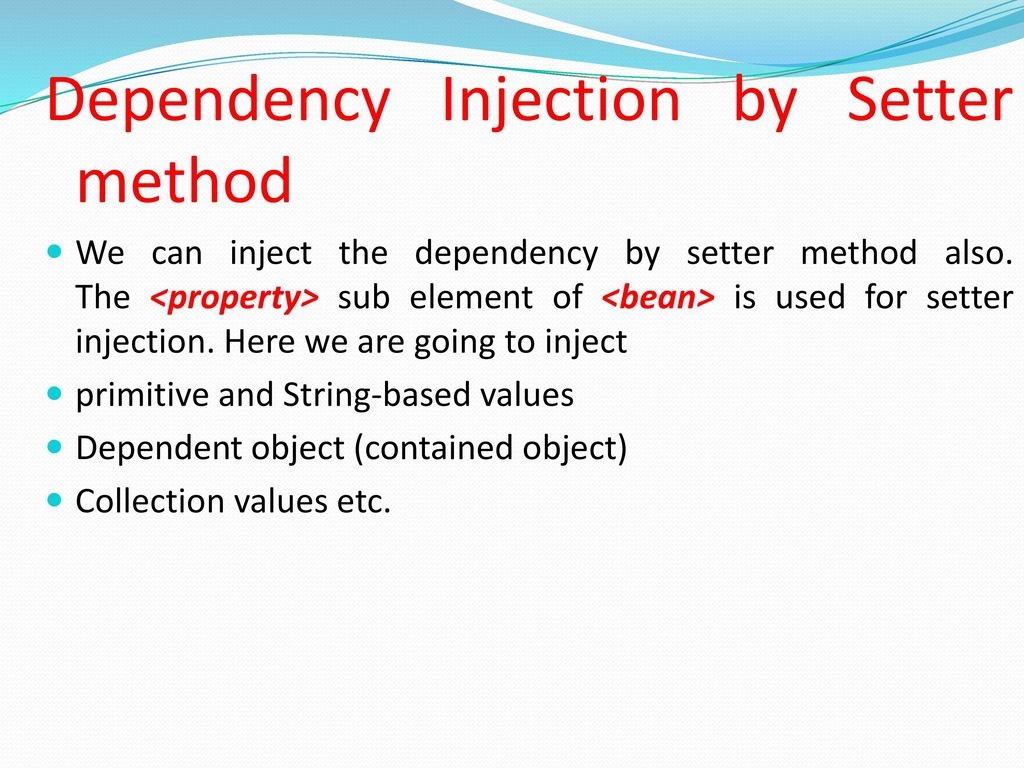 Dependency Injection by Setter
method
We can inject the dependency by setter method also.
The <property> sub element of <bean> is used for setter
injection. Here we are going to inject
primitive and String-based values
Dependent object (contained object)
Collection values etc.